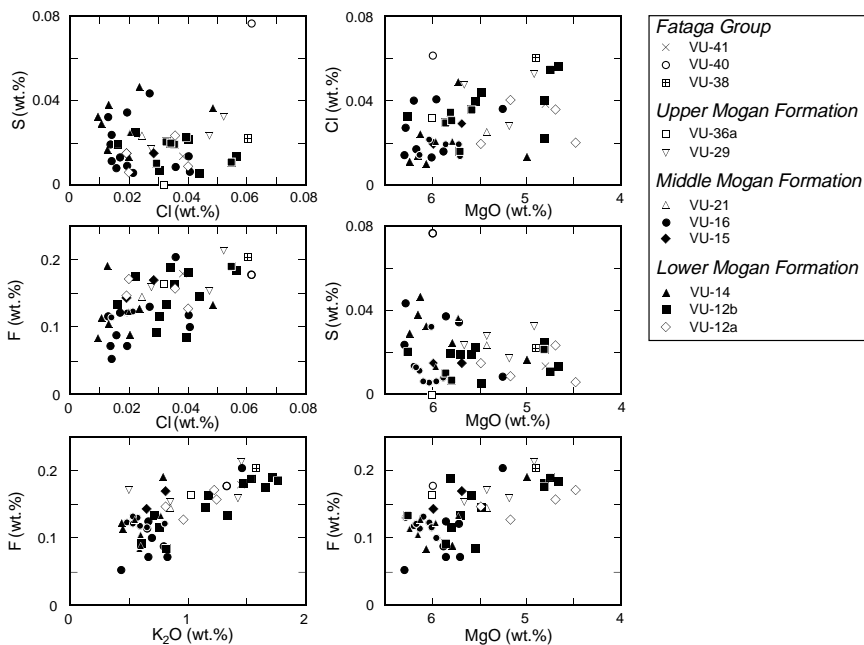 0.08
0.04
0
S (wt.%)
0 0.02 0.04 0.06 0.08
Cl (wt.%)
0.08
0.04
0
Cl (wt.%)
6 5 4
MgO (wt.%)
0.2
0.1
0
F (wt.%)
0 0.02 0.04 0.06 0.08
Cl (wt.%)
0.08
0.04
0
S (wt.%)
6 5 4
MgO (wt.%)
0.2
0.1
0
F (wt.%)
0 1 2
K2O (wt.%)
0.2
0.1
0
F (wt.%)
6 5 4
MgO (wt.%)
Fataga Group
VU-41
VU-40
VU-38
Upper Mogan Formation
VU-36a
VU-29
Middle Mogan Formation
VU-21
VU-16
VU-15
Lower Mogan Formation
VU-14
VU-12b
VU-12a